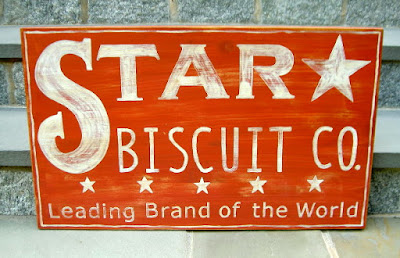 STAR
BISCUIT CO.
Leading Brand of the World